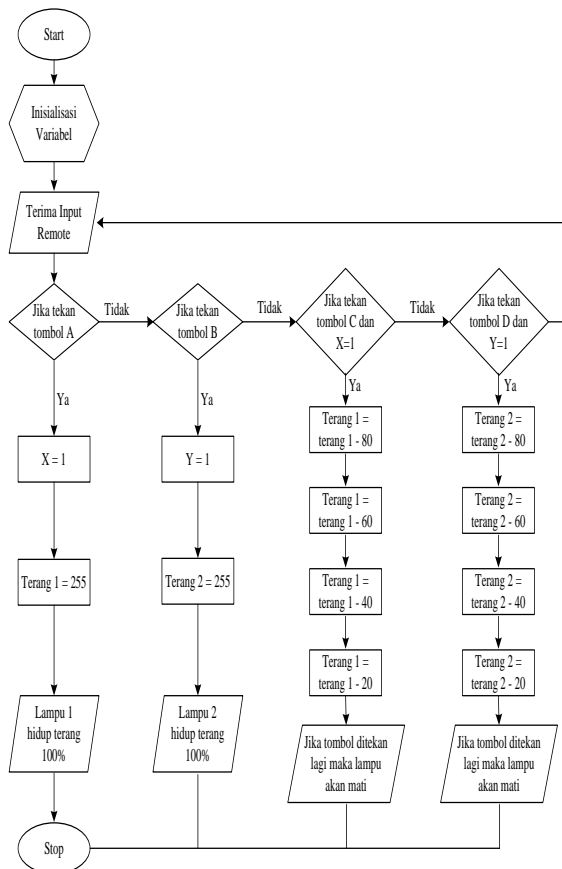 Start
Inisialisasi
Variabel
Terima Input
Remote
Jika tekan
tombol A
Tidak
Jika tekan
tombol B
Tidak
Jika tekan
tombol C dan
X=1
Tidak
Jika tekan
tombol D dan
Y=1
Ya
Ya
Ya
Ya
X = 1
Y = 1
Terang 1 =
terang 1 - 80
Terang 2 =
terang 2 - 80
Terang 1 =
terang 1 - 60
Terang 2 =
terang 2 - 60
Terang 1 = 255
Terang 2 = 255
Terang 1 =
terang 1 - 40
Terang 2 =
terang 2 - 40
Terang 1 =
terang 1 - 20
Terang 2 =
terang 2 - 20
Lampu 1
hidup terang
100%
Lampu 2
hidup terang
100%
Jika tombol ditekan
lagi maka lampu
akan mati
Jika tombol ditekan
lagi maka lampu
akan mati
Stop